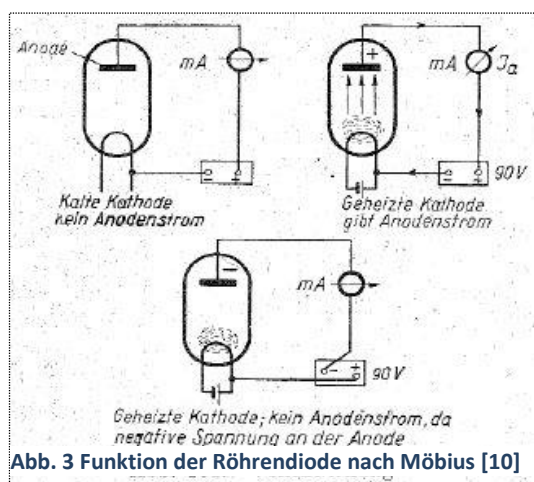 Anode
mA
Kalte Kathode
kein Anodenstrom
+
mA
Ja
90V
Geheizte Kathode
gibt Anodenstrom
−
mA
- +
90V
Geheizte Kathode; kein Anodenstrom, da
negative Spannung an der Anode
Abb. 3 Funktion der Röhrendiode nach Möbius [10]